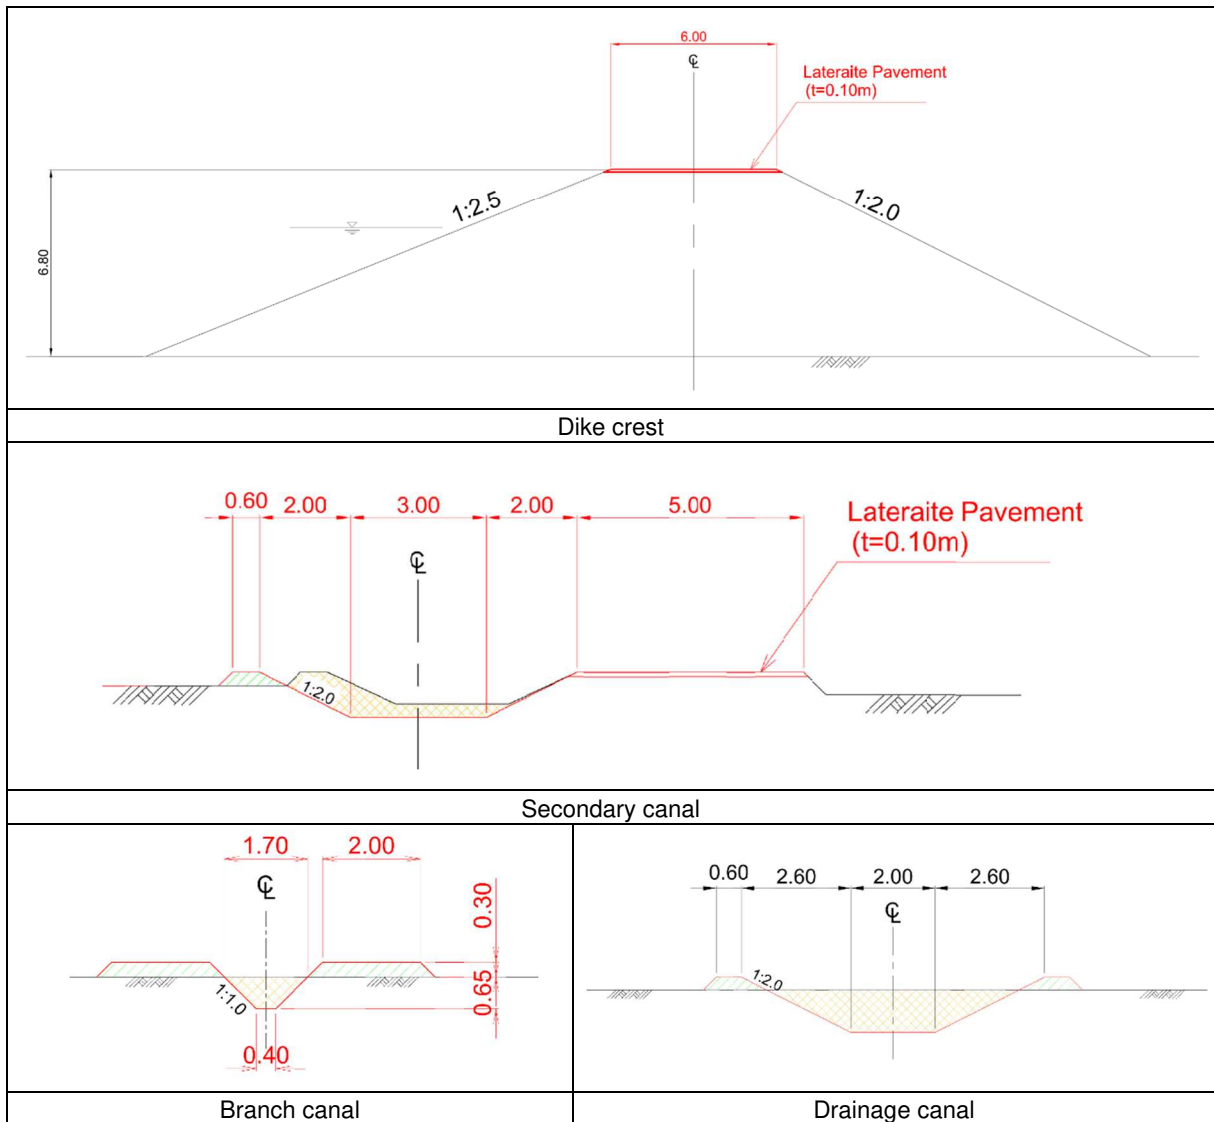 6.00
℄
Lateraite Pavement
(t=0.10m)
1:2.5
1:2.0
6.80
Dike crest
0.60 2.00 3.00 2.00 5.00
Lateraite Pavement
(t=0.10m)
℄
1:2.0
Secondary canal
1.70 2.00
℄
0.30
0.65
1:1.0
0.40
Branch canal
0.60 2.60 2.00 2.60
℄
1:2.0
Drainage canal